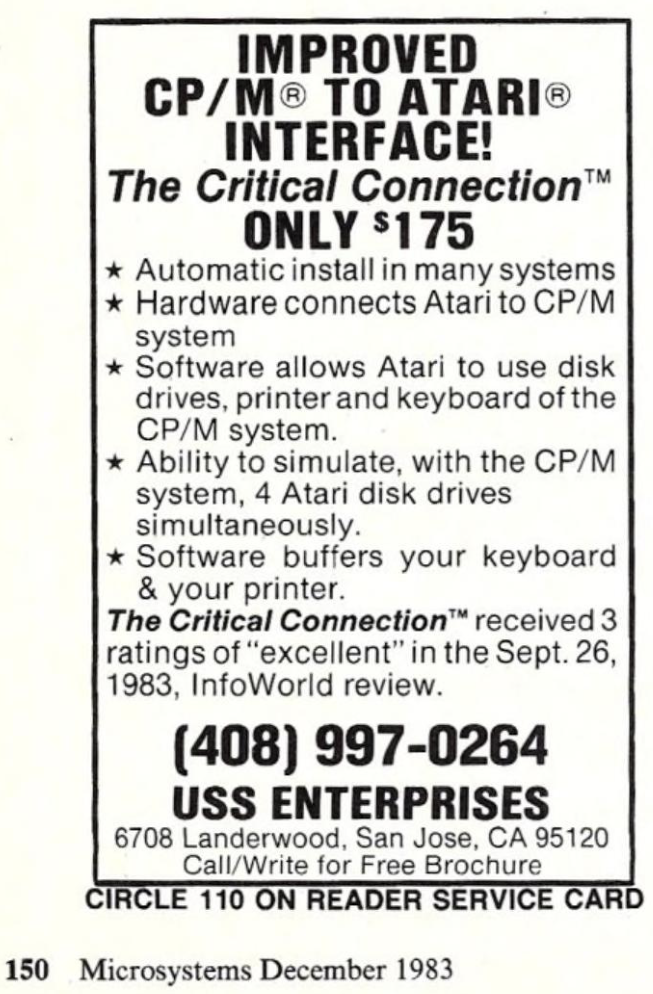 IMPROVED
CP/M® TO ATARI®
INTERFACE!
The Critical Connection™
ONLY $175
★ Automatic install in many systems
★ Hardware connects Atari to CP/M
system
★ Software allows Atari to use disk
drives, printer and keyboard of the
CP/M system.
★ Ability to simulate, with the CP/M
system, 4 Atari disk drives
simultaneously.
★ Software buffers your keyboard
& your printer.
The Critical Connection™ received 3
ratings of "excellent" in the Sept. 26,
1983, InfoWorld review.
(408) 997-0264
USS ENTERPRISES
6708 Landerwood, San Jose, CA 95120
Call/Write for Free Brochure
CIRCLE 110 ON READER SERVICE CARD
150 Microsystems December 1983